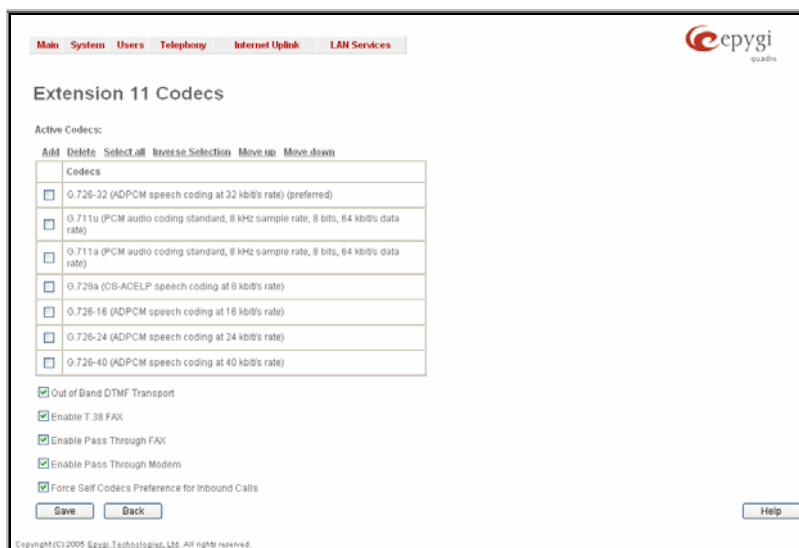 Main System Users Telephony Internet Uplink LAN Services
epygi
quadro
Extension 11 Codecs
Active Codecs:
Add Delete Select all Inverse Selection Move up Move down
Codecs
G.726-32 (ADPCM speech coding at 32 kbit/s rate) (preferred)
G.711u (PCM audio coding standard, 8 kHz sample rate, 8 bits, 64 kbit/s data
rate)
G.711a (PCM audio coding standard, 8 kHz sample rate, 8 bits, 64 kbit/s data
rate)
G.729a (CS-ACELP speech coding at 8 kbit/s rate)
G.726-16 (ADPCM speech coding at 16 kbit/s rate)
G.726-24 (ADPCM speech coding at 24 kbit/s rate)
G.726-40 (ADPCM speech coding at 40 kbit/s rate)
Out of Band DTMF Transport
Enable T.38 FAX
Enable Pass Through FAX
Enable Pass Through Modem
Force Self Codecs Preference for Inbound Calls
Save Back Help
Copyright (C) 2005 Epygi Technologies, Ltd. All rights reserved.